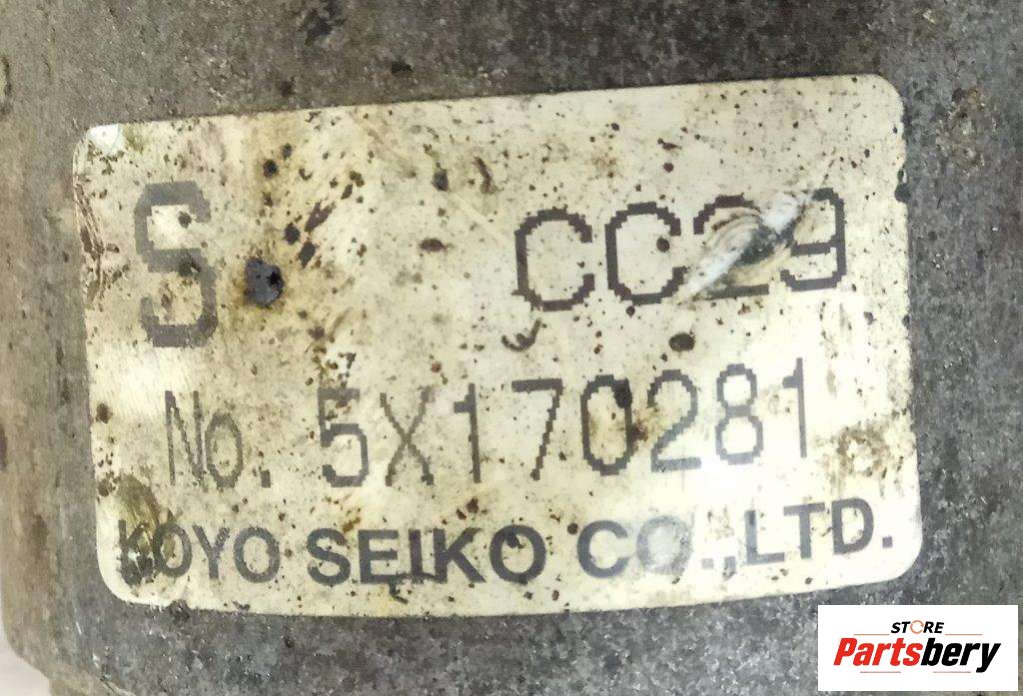 S CC29
No. 5X170281
KOYO SEIKO CO.,LTD.
STORE
Partsbery